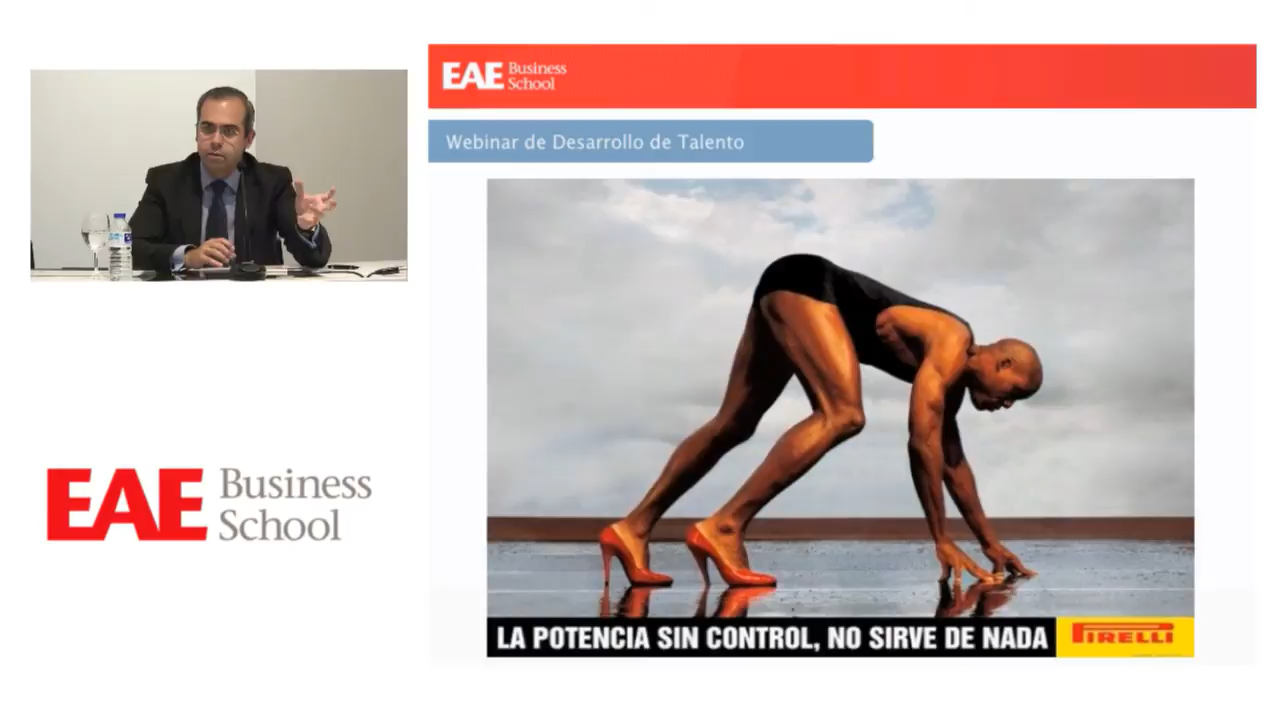 EAE Business
School
Webinar de Desarrollo de Talento
LA POTENCIA SIN CONTROL, NO SIRVE DE NADA
PIRELLI
EAE Business
School